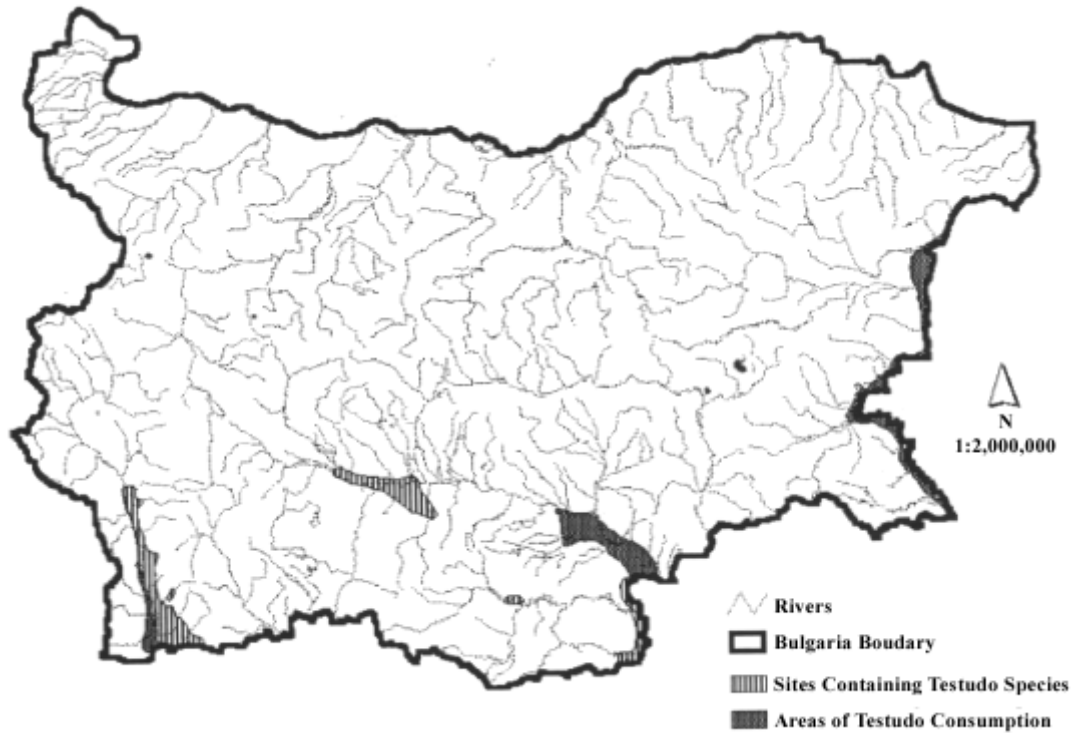 N
1:2,000,000
Rivers
Bulgaria Boudary
Sites Containing Testudo Species
Areas of Testudo Consumption